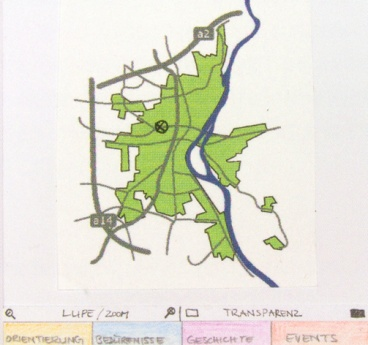 a2
a14
LUPE / ZOOM TRANSPARENZ
ORIENTIERUNG BEDÜRFNISSE GESCHICHTE EVENTS